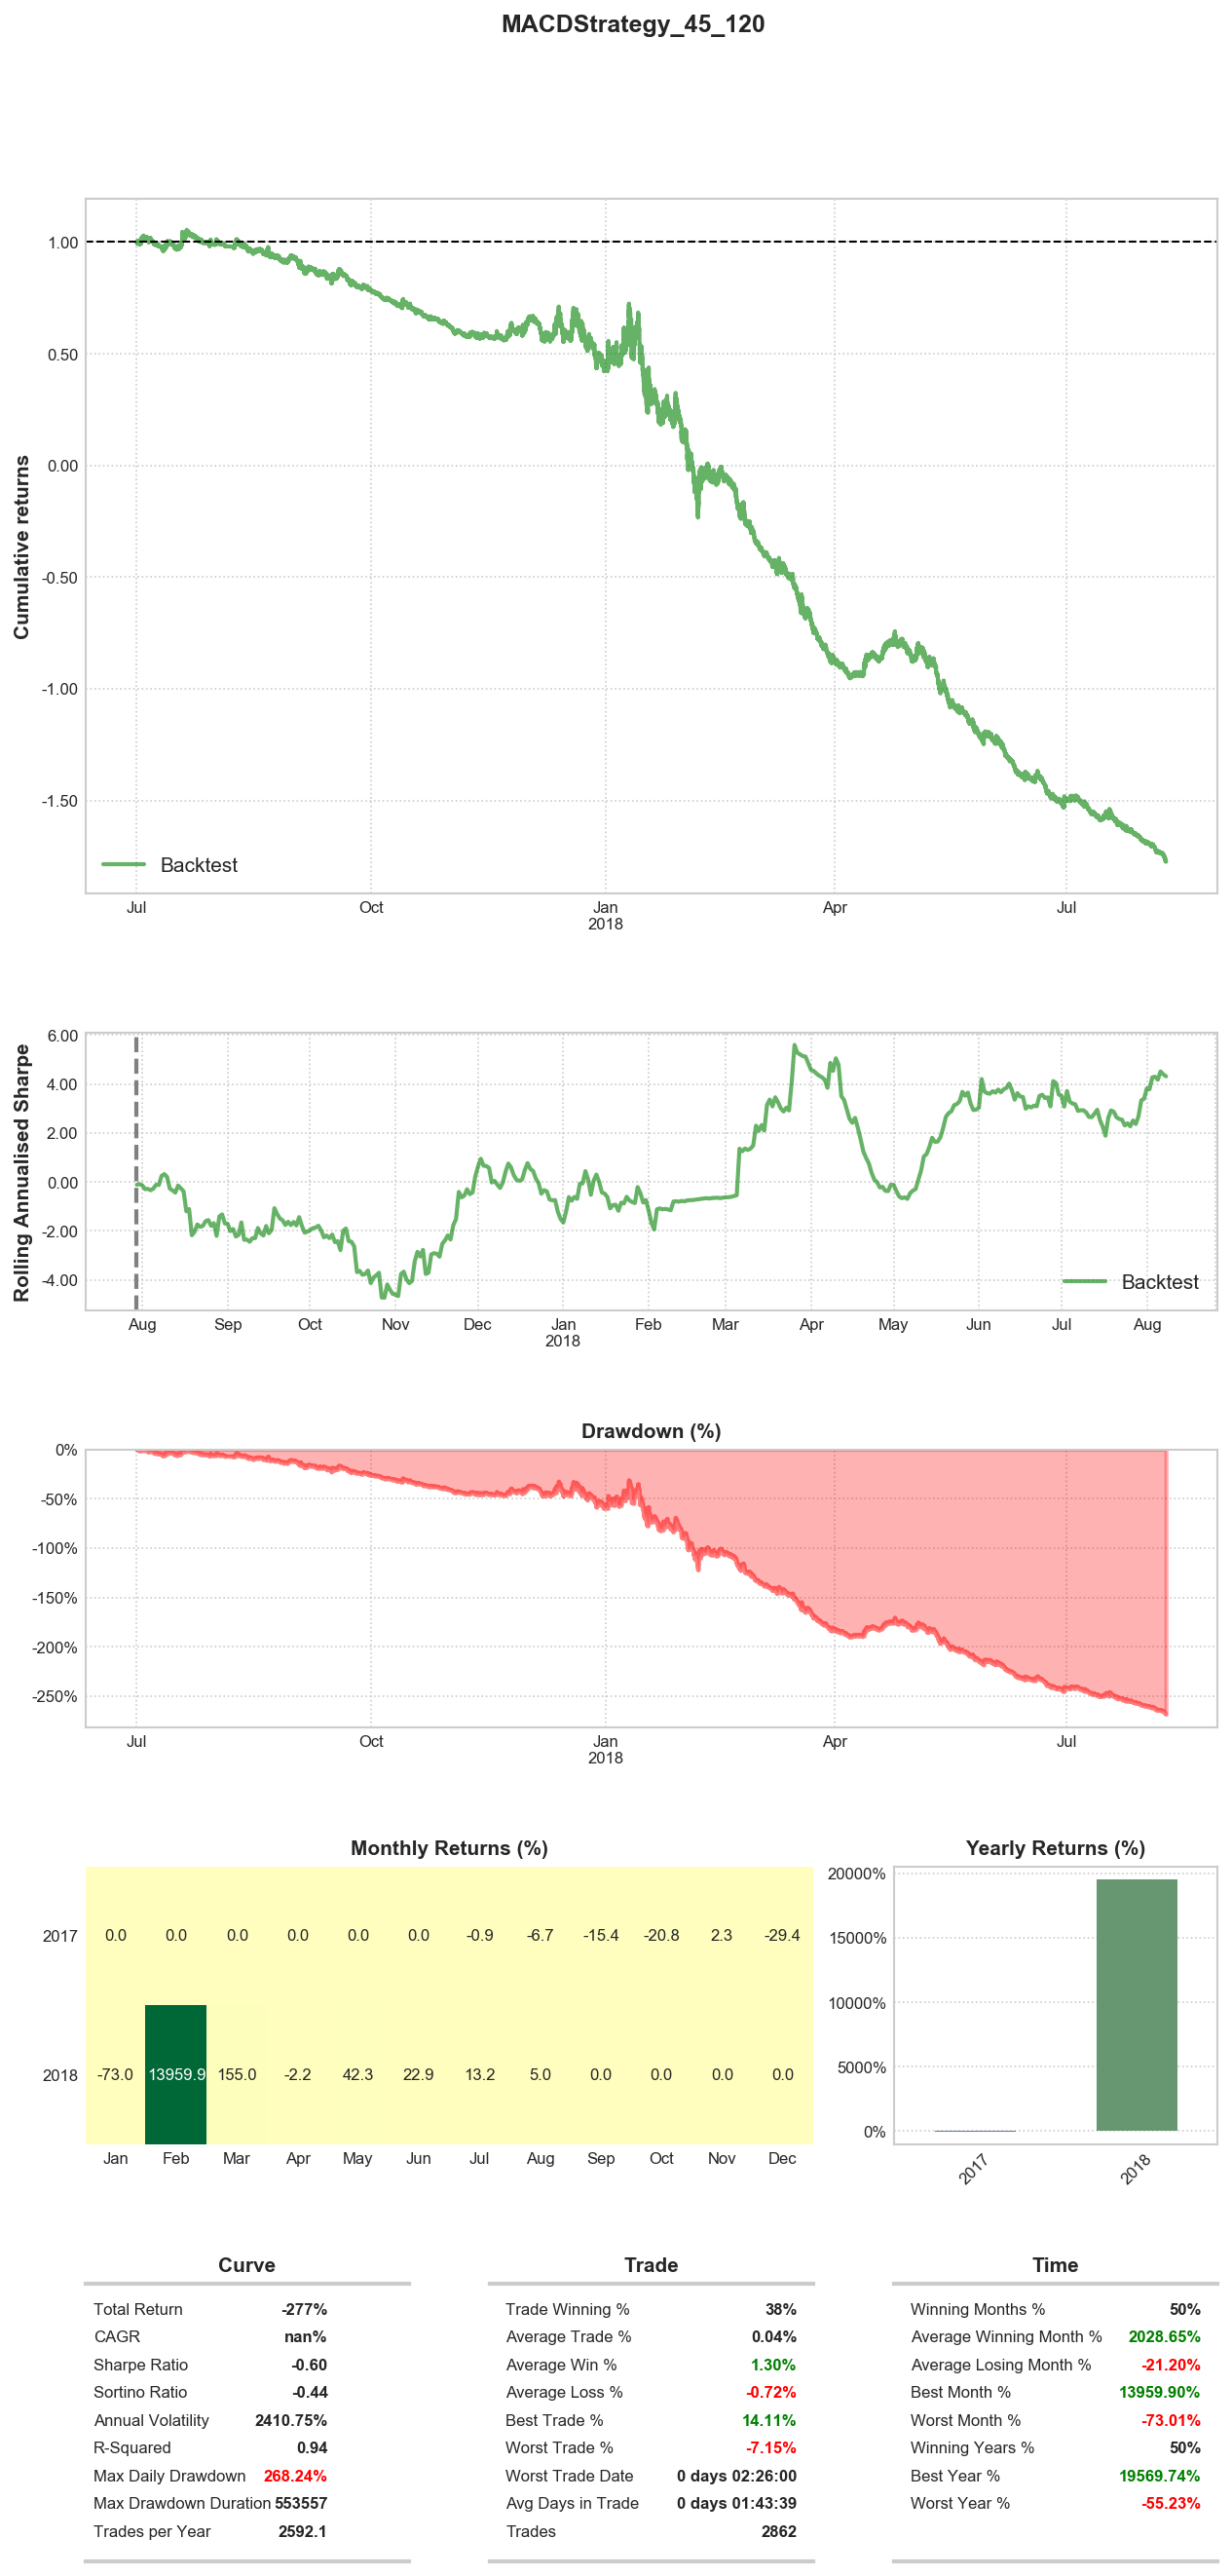 MACDStrategy_45_120
1.00
0.50
0.00
-0.50
-1.00
-1.50
Cumulative returns
Backtest
Jul Oct Jan Apr Jul
2018
6.00
4.00
2.00
0.00
-2.00
-4.00
Rolling Annualised Sharpe
Backtest
Aug Sep Oct Nov Dec Jan Feb Mar Apr May Jun Jul Aug
2018
Drawdown (%)
0%
-50%
-100%
-150%
-200%
-250%
Jul Oct Jan Apr Jul
2018
Monthly Returns (%)
2017 0.0 0.0 0.0 0.0 0.0 0.0 -0.9 -6.7 -15.4 -20.8 2.3 -29.4
2018 -73.0 13959.9 155.0 -2.2 42.3 22.9 13.2 5.0 0.0 0.0 0.0 0.0
Jan Feb Mar Apr May Jun Jul Aug Sep Oct Nov Dec
Yearly Returns (%)
20000%
15000%
10000%
5000%
0%
2017 2018
Curve
Total Return -277%
CAGR nan%
Sharpe Ratio -0.60
Sortino Ratio -0.44
Annual Volatility 2410.75%
R-Squared 0.94
Max Daily Drawdown 268.24%
Max Drawdown Duration 553557
Trades per Year 2592.1
Trade
Trade Winning % 38%
Average Trade % 0.04%
Average Win % 1.30%
Average Loss % -0.72%
Best Trade % 14.11%
Worst Trade % -7.15%
Worst Trade Date 0 days 02:26:00
Avg Days in Trade 0 days 01:43:39
Trades 2862
Time
Winning Months % 50%
Average Winning Month % 2028.65%
Average Losing Month % -21.20%
Best Month % 13959.90%
Worst Month % -73.01%
Winning Years % 50%
Best Year % 19569.74%
Worst Year % -55.23%